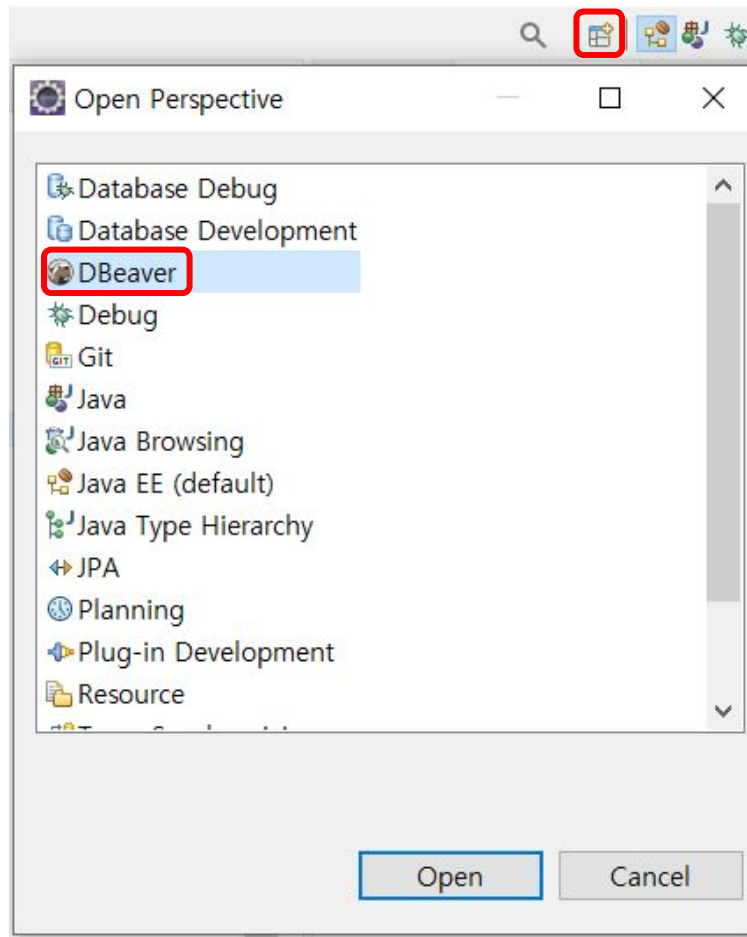 Open Perspective
Database Debug
Database Development
DBeaver
Debug
GIT
Git
Java
Java Browsing
Java EE (default)
Java Type Hierarchy
JPA
Planning
Plug-in Development
Resource
Open
Cancel